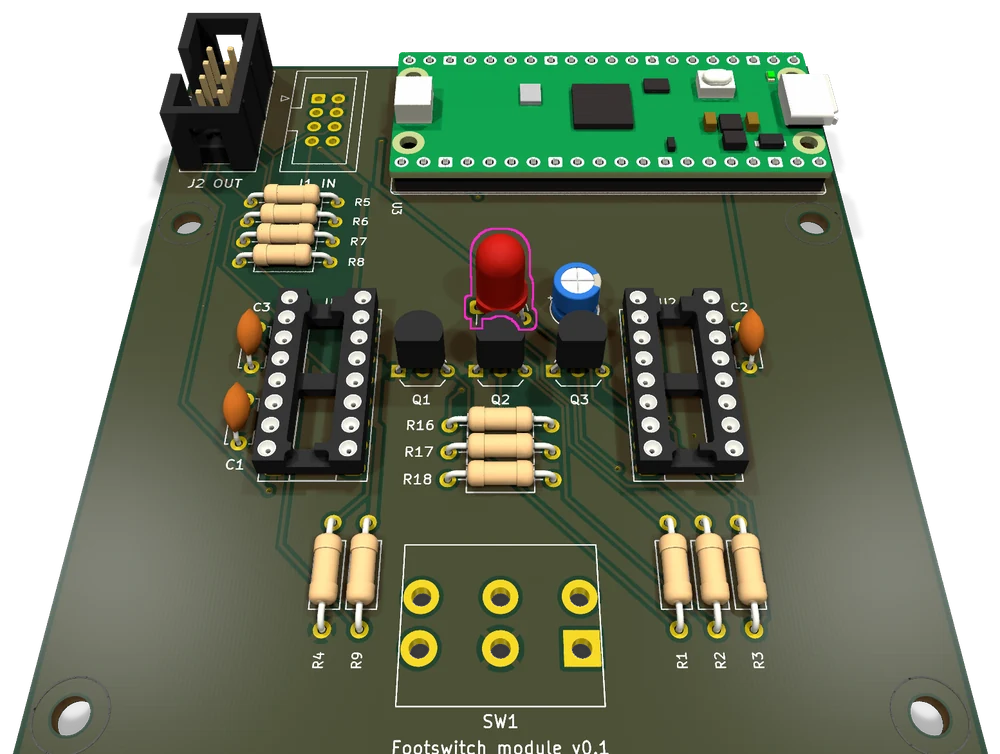 J2 OUT
J1 IN
U3
R5
R6
R7
R8
C3
U2
C2
Q1
Q2
Q3
R16
R17
R18
C1
R4
R9
R1
R2
R3
SW1
Footswitch module v0.1